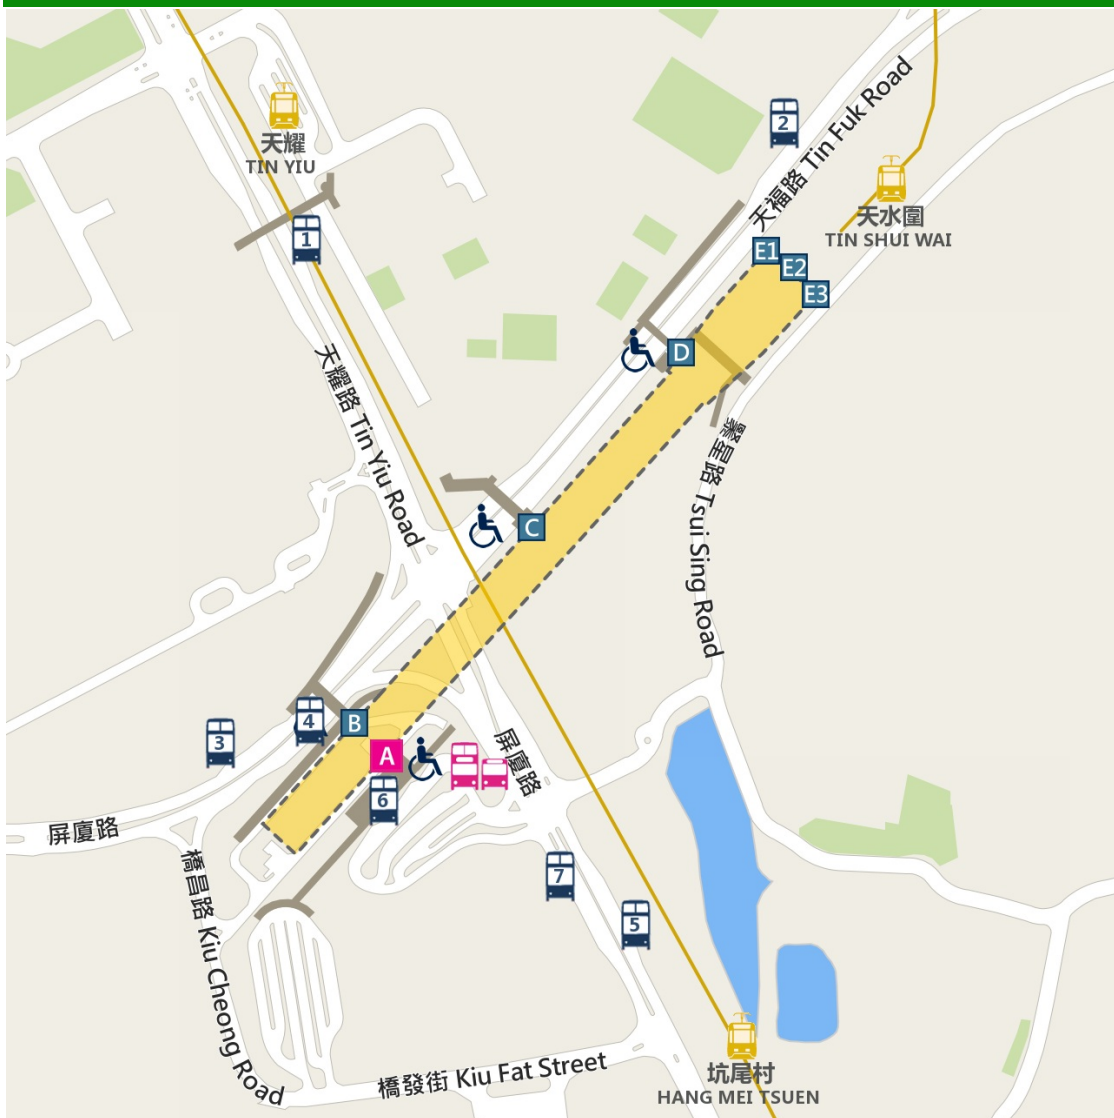 天耀
TIN YIU
1
2
天福路 Tin Fuk Road
天水圍
TIN SHUI WAI
E1
E2
E3
D
天耀路 Tin Yiu Road
聚星路 Tsui Sing Road
C
B
4
3
A
6
屏廈路
屏廈路
橋昌路 Kiu Cheong Road
7
5
橋發街 Kiu Fat Street
坑尾村
HANG MEI TSUEN